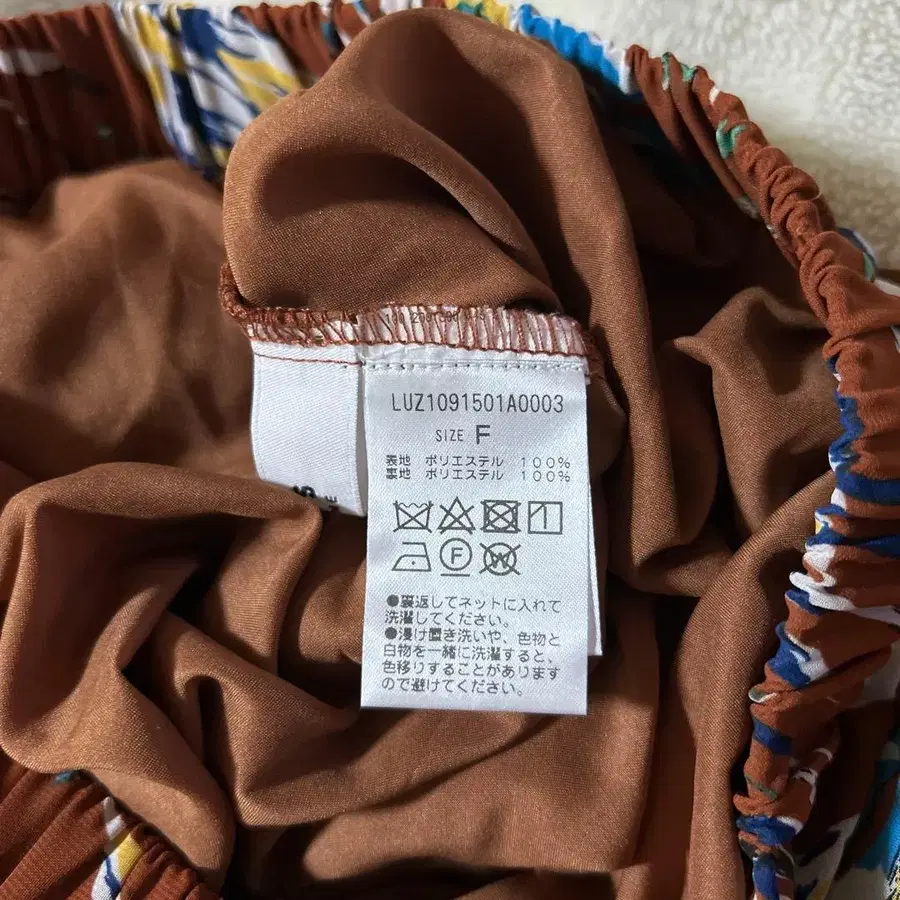 LUZ1091501A0003
SIZE F
表地 ポリエステル 100%
裏地 ポリエステル 100%
F
W
●裏返してネットに入れて
洗濯してください。
●浸け置き洗いや、色物と
白物を一緒に洗濯すると、
色移りすることがあります
ので避けてください。